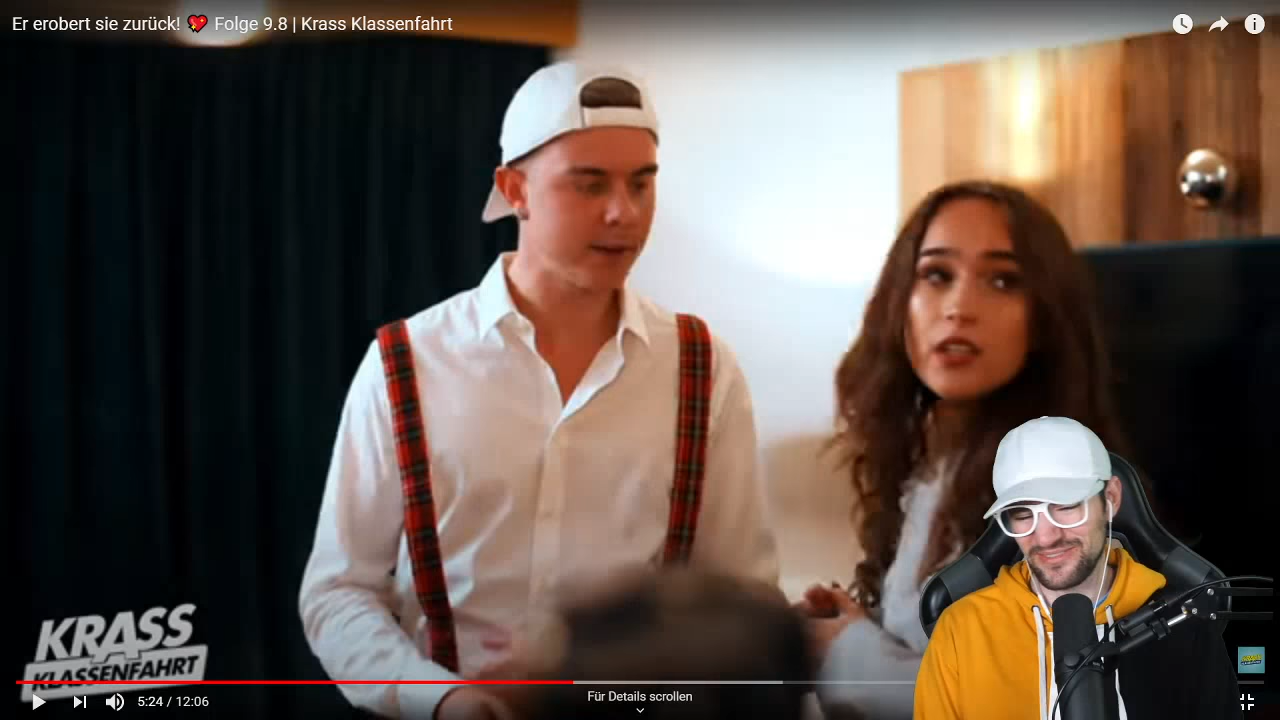 Er erobert sie zurück! 💖 Folge 9.8 | Krass Klassenfahrt
KRASS
KLASSENFAHRT
5:24 / 12:06
Für Details scrollen